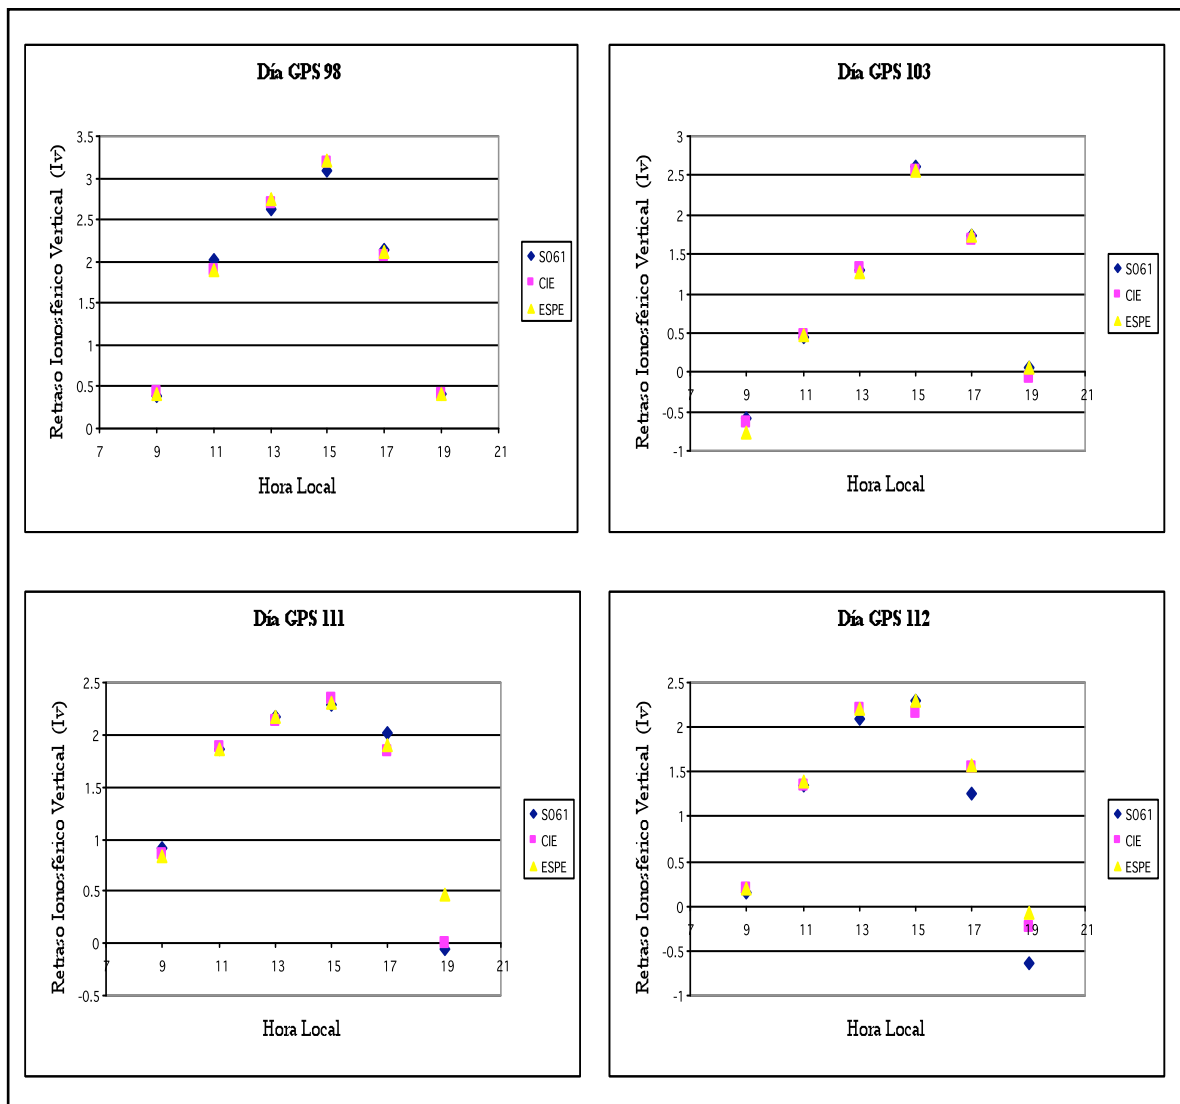 Día GPS 98
Retraso Ionosférico Vertical (Iv)
3.5
3
2.5
2
1.5
1
0.5
0
7 9 11 13 15 17 19 21
Hora Local
S061
CIE
ESPE
Día GPS 103
Retraso Ionosférico Vertical (Iv)
3
2.5
2
1.5
1
0.5
0
-0.5
-1
7 9 11 13 15 17 19 21
Hora Local
S061
CIE
ESPE
Día GPS 111
Retraso Ionosférico Vertical (Iv)
2.5
2
1.5
1
0.5
0
-0.5
7 9 11 13 15 17 19 21
Hora Local
S061
CIE
ESPE
Día GPS 112
Retraso Ionosférico Vertical (Iv)
2.5
2
1.5
1
0.5
0
-0.5
-1
7 9 11 13 15 17 19 21
Hora Local
S061
CIE
ESPE